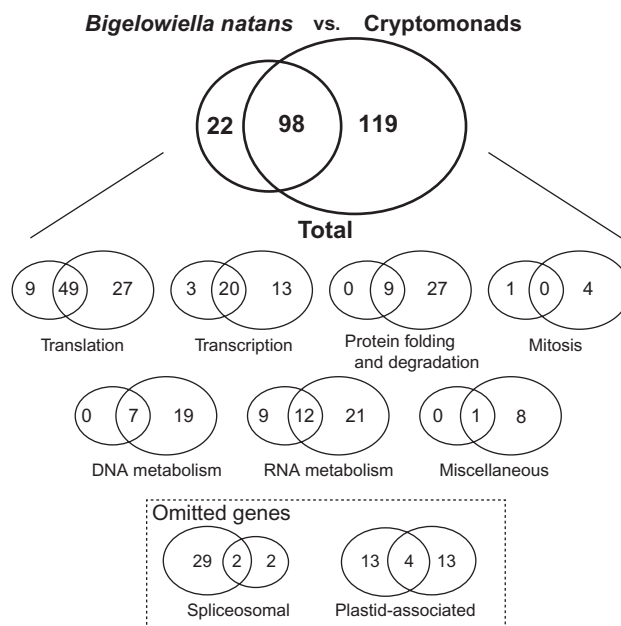 Bigelowiella natans vs. Cryptomonads
22 98 119
Total
9 49 27
3 20 13
0 9 27
1 0 4
Translation
Transcription
Protein folding
and degradation
Mitosis
0 7 19
9 12 21
0 1 8
DNA metabolism
RNA metabolism
Miscellaneous
Omitted genes
29 2 2
13 4 13
Spliceosomal
Plastid-associated